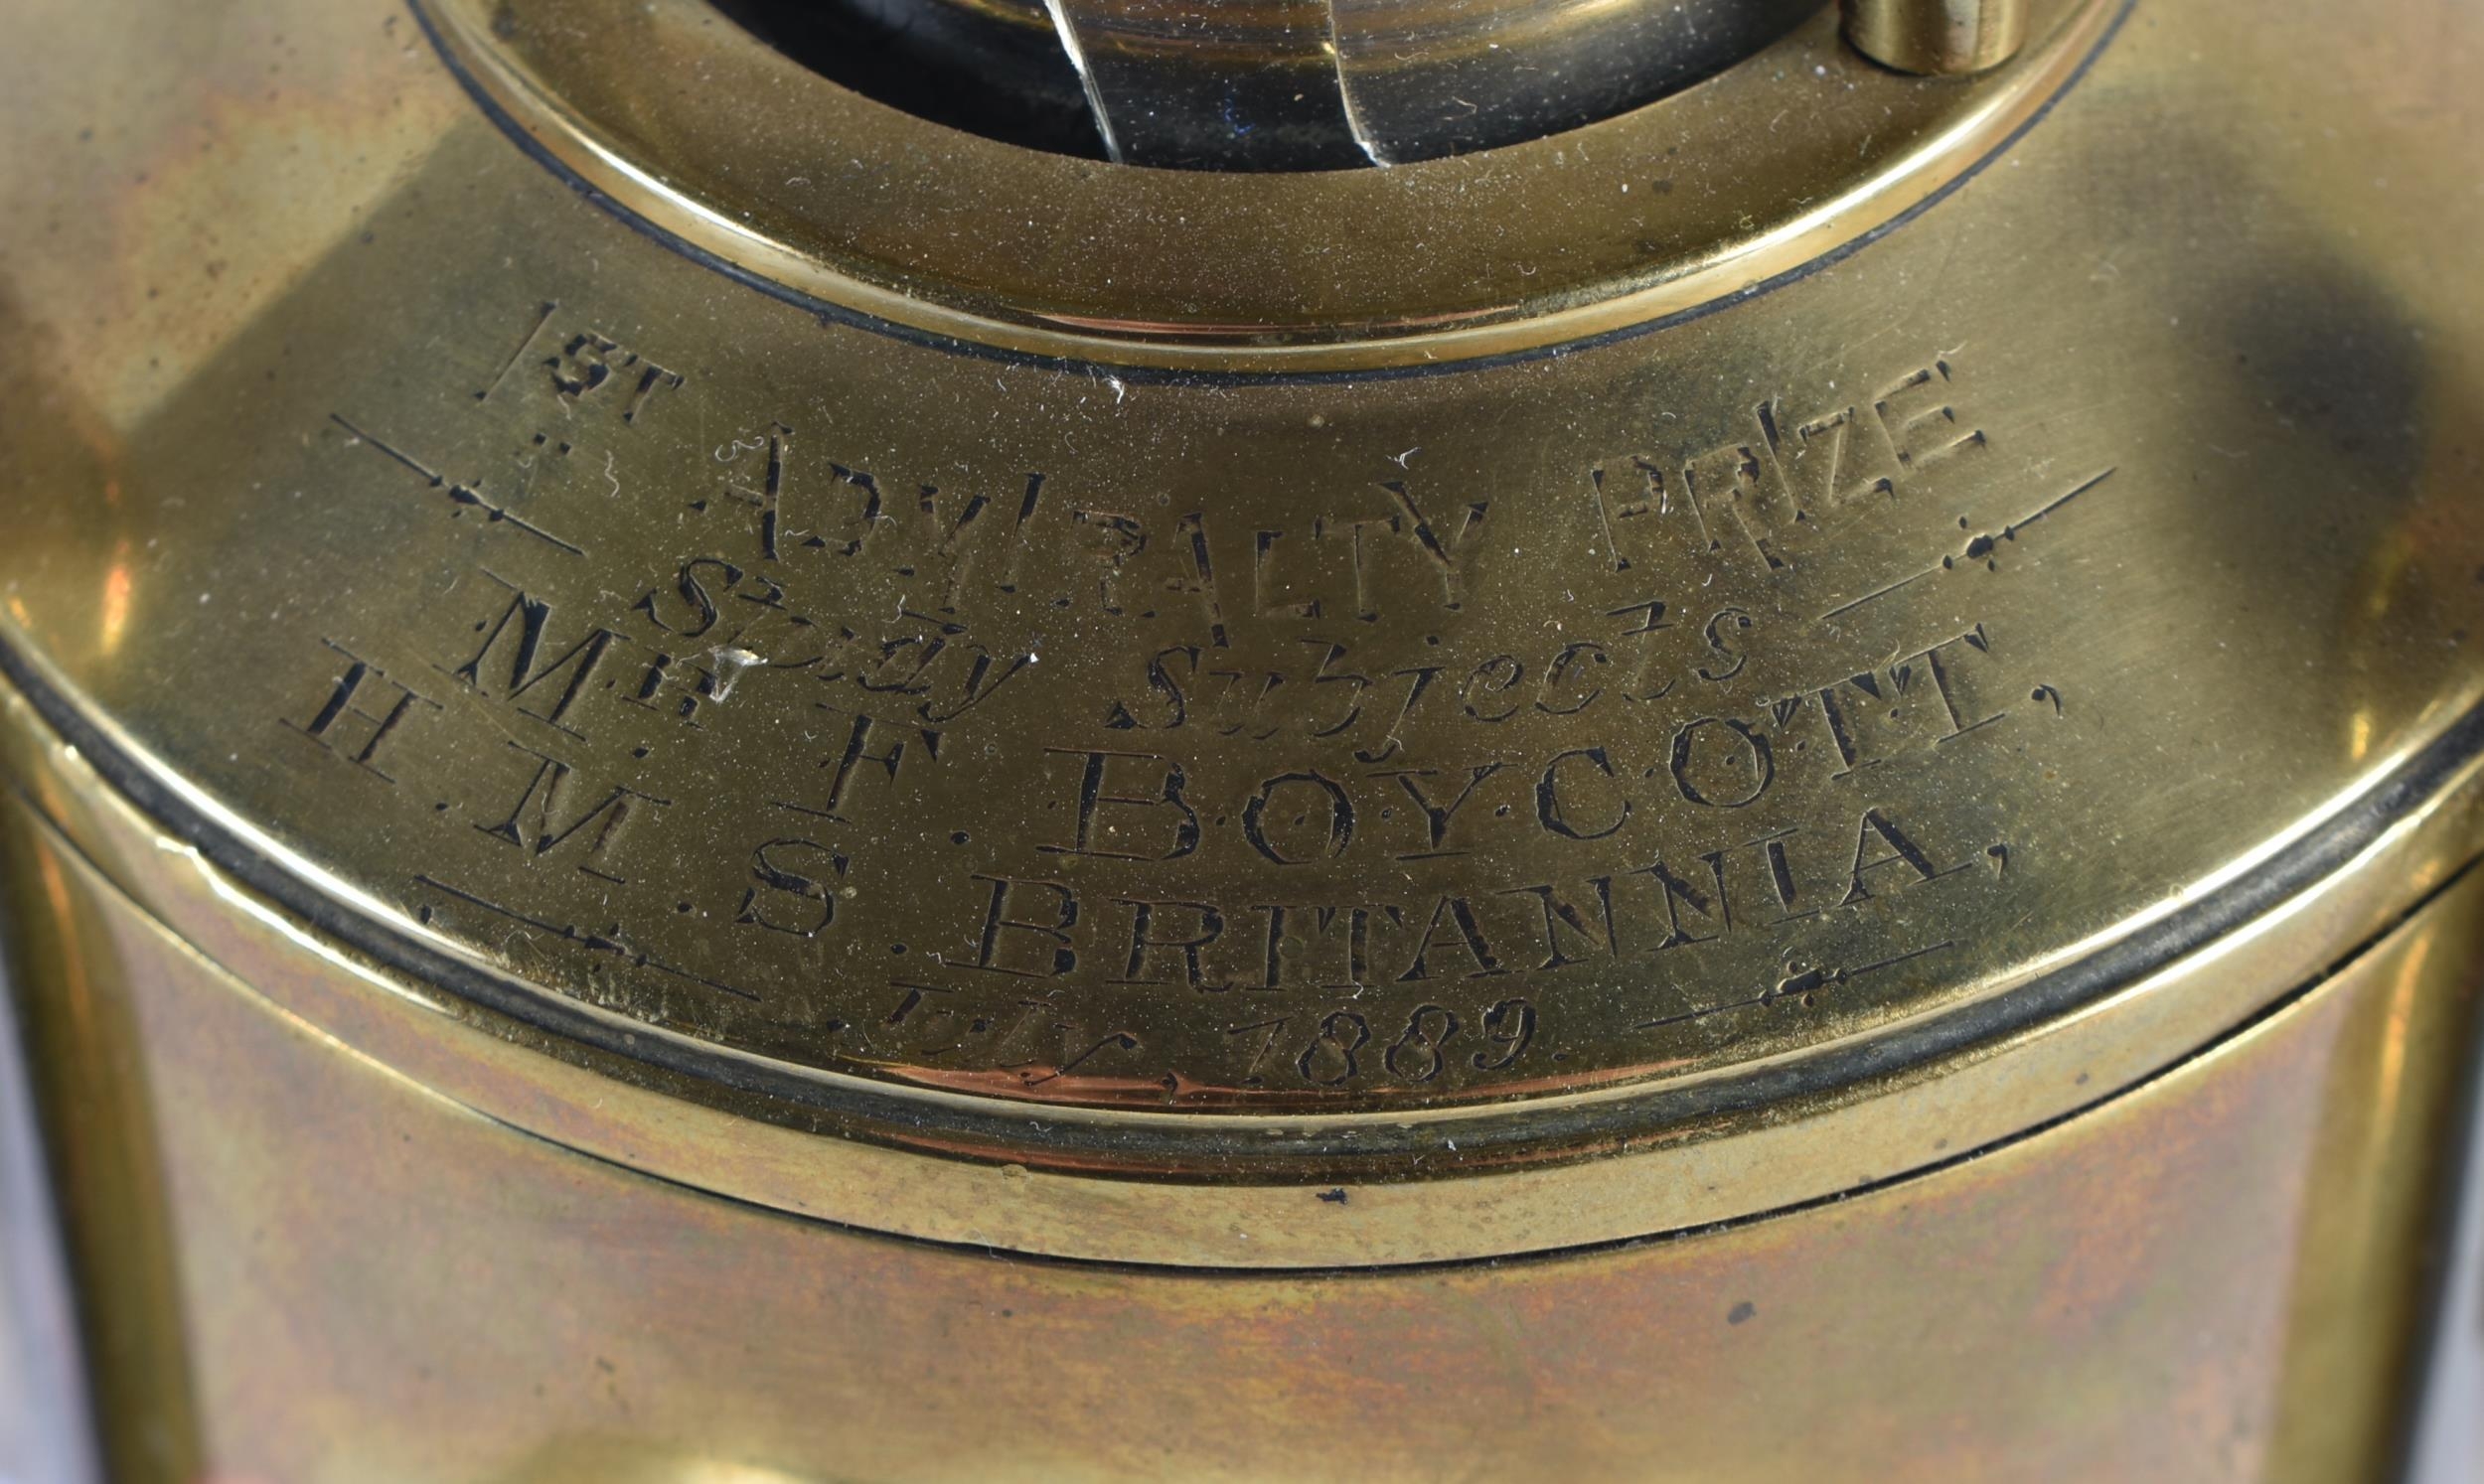 1ST ADMIRALTY PRIZE
Study Subjects
MR F. BOYCOTT,
H.M.S. BRITANNIA,
July, 1889.